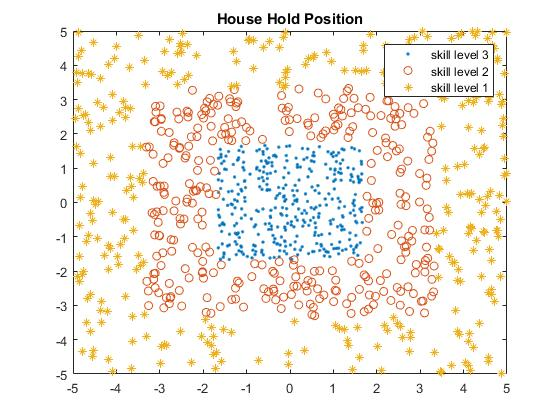 House Hold Position
skill level 3
skill level 2
skill level 1
5
4
3
2
1
0
-1
-2
-3
-4
-5
-5 -4 -3 -2 -1 0 1 2 3 4 5